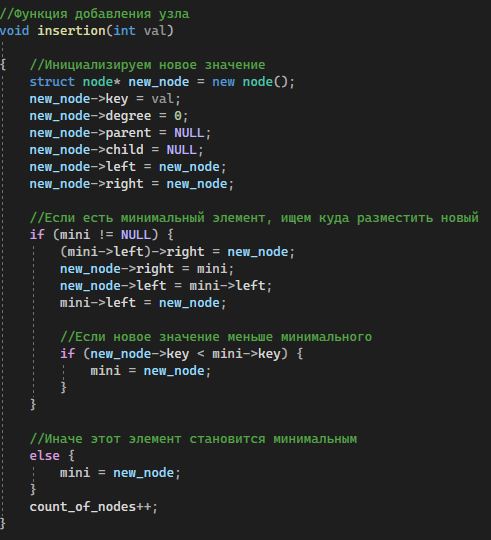 //Функция добавления узла
void insertion(int val)
{   //Инициализируем новое значение
    struct node* new_node = new node();
    new_node->key = val;
    new_node->degree = 0;
    new_node->parent = NULL;
    new_node->child = NULL;
    new_node->left = new_node;
    new_node->right = new_node;
    //Если есть минимальный элемент, ищем куда разместить новый
    if (mini != NULL) {
        (mini->left)->right = new_node;
        new_node->right = mini;
        new_node->left = mini->left;
        mini->left = new_node;
        //Если новое значение меньше минимального
        if (new_node->key < mini->key) {
            mini = new_node;
        }
    }
    //Иначе этот элемент становится минимальным
    else {
        mini = new_node;
    }
    count_of_nodes++;
}